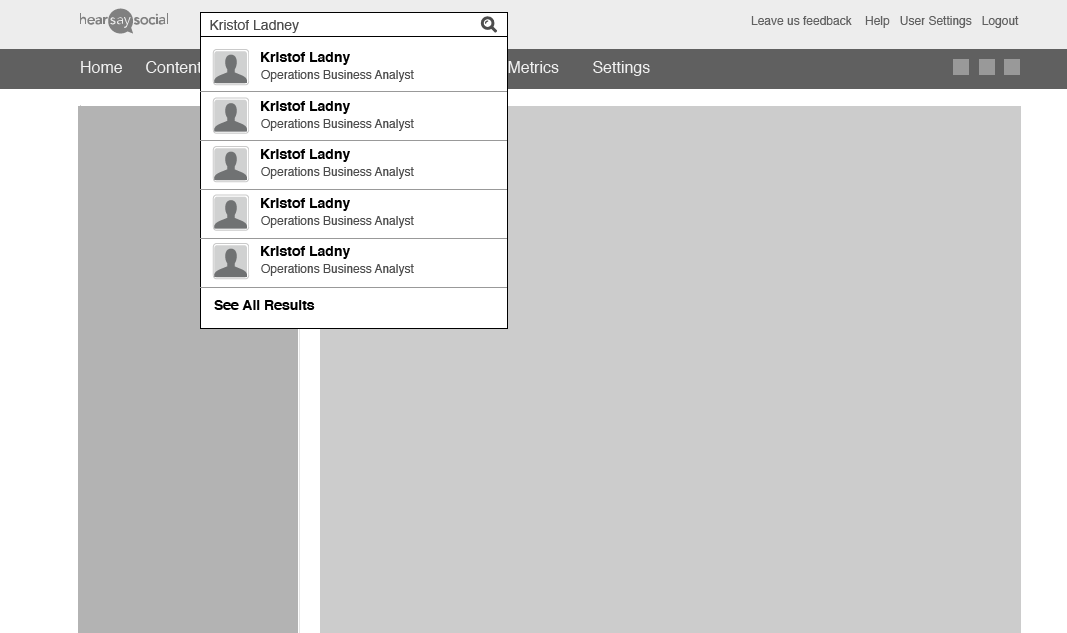 hearsaysocial
Kristof Ladney
Leave us feedback Help User Settings Logout
Home Content Metrics Settings
Kristof Ladny
Operations Business Analyst
Kristof Ladny
Operations Business Analyst
Kristof Ladny
Operations Business Analyst
Kristof Ladny
Operations Business Analyst
Kristof Ladny
Operations Business Analyst
See All Results